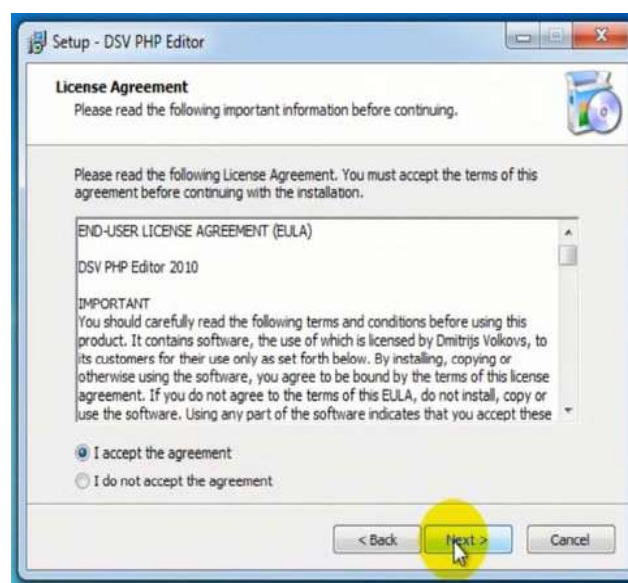 Setup - DSV PHP Editor
License Agreement
Please read the following important information before continuing.
Please read the following License Agreement. You must accept the terms of this
agreement before continuing with the installation.
END-USER LICENSE AGREEMENT (EULA)
DSV PHP Editor 2010
IMPORTANT
You should carefully read the following terms and conditions before using this
product. It contains software, the use of which is licensed by Dmitrijs Volkovs, to
its customers for their use only as set forth below. By installing, copying or
otherwise using the software, you agree to be bound by the terms of this license
agreement. If you do not agree to the terms of this EULA, do not install, copy or
use the software. Using any part of the software indicates that you accept these
I accept the agreement
I do not accept the agreement
< Back Next > Cancel